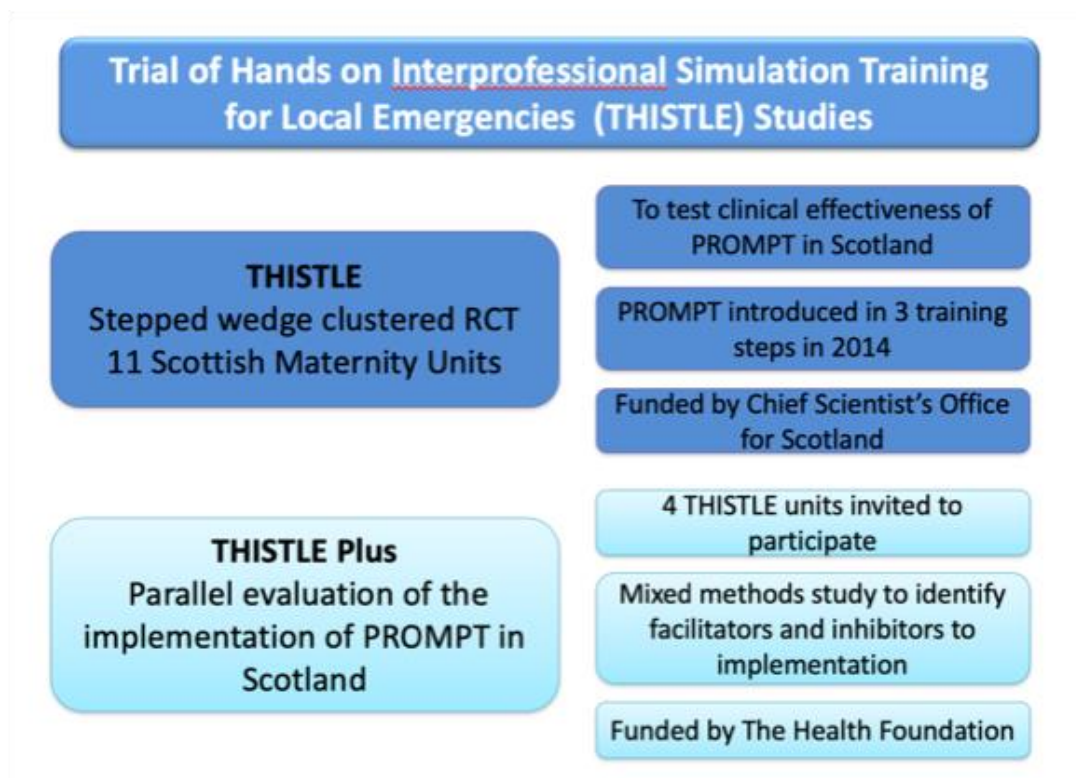 Trial of Hands on Interprofessional Simulation Training
for Local Emergencies (THISTLE) Studies
THISTLE
Stepped wedge clustered RCT
11 Scottish Maternity Units
To test clinical effectiveness of
PROMPT in Scotland
PROMPT introduced in 3 training
steps in 2014
Funded by Chief Scientist's Office
for Scotland
THISTLE Plus
Parallel evaluation of the
implementation of PROMPT in
Scotland
4 THISTLE units invited to
participate
Mixed methods study to identify
facilitators and inhibitors to
implementation
Funded by The Health Foundation